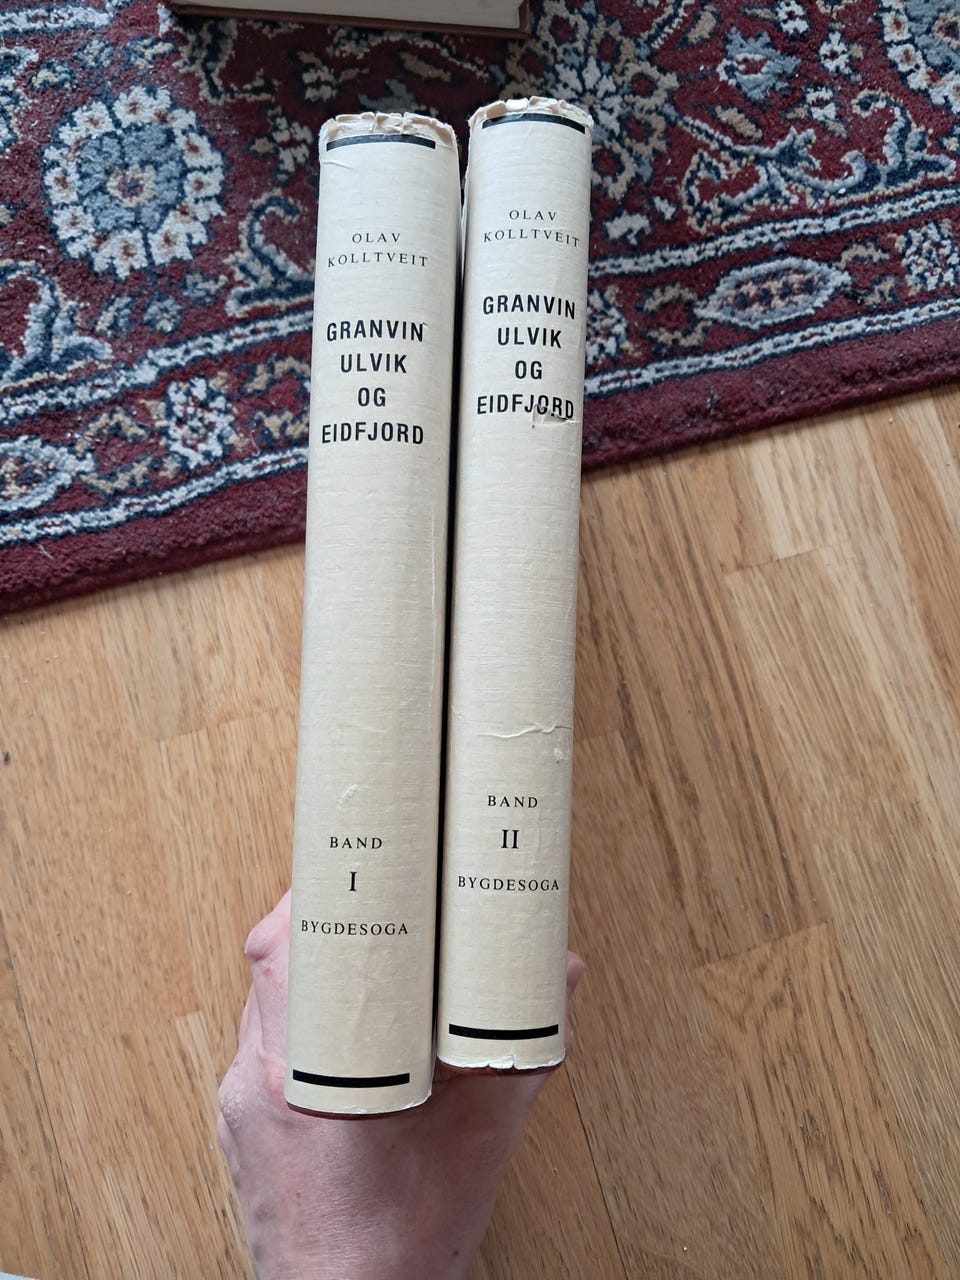 OLAV
KOLLTVEIT
GRANVIN
ULVIK
OG
EIDFJORD
BAND
I
BYGDESOGA
OLAV
KOLLTVEIT
GRANVIN
ULVIK
OG
EIDFJORD
BAND
II
BYGDESOGA